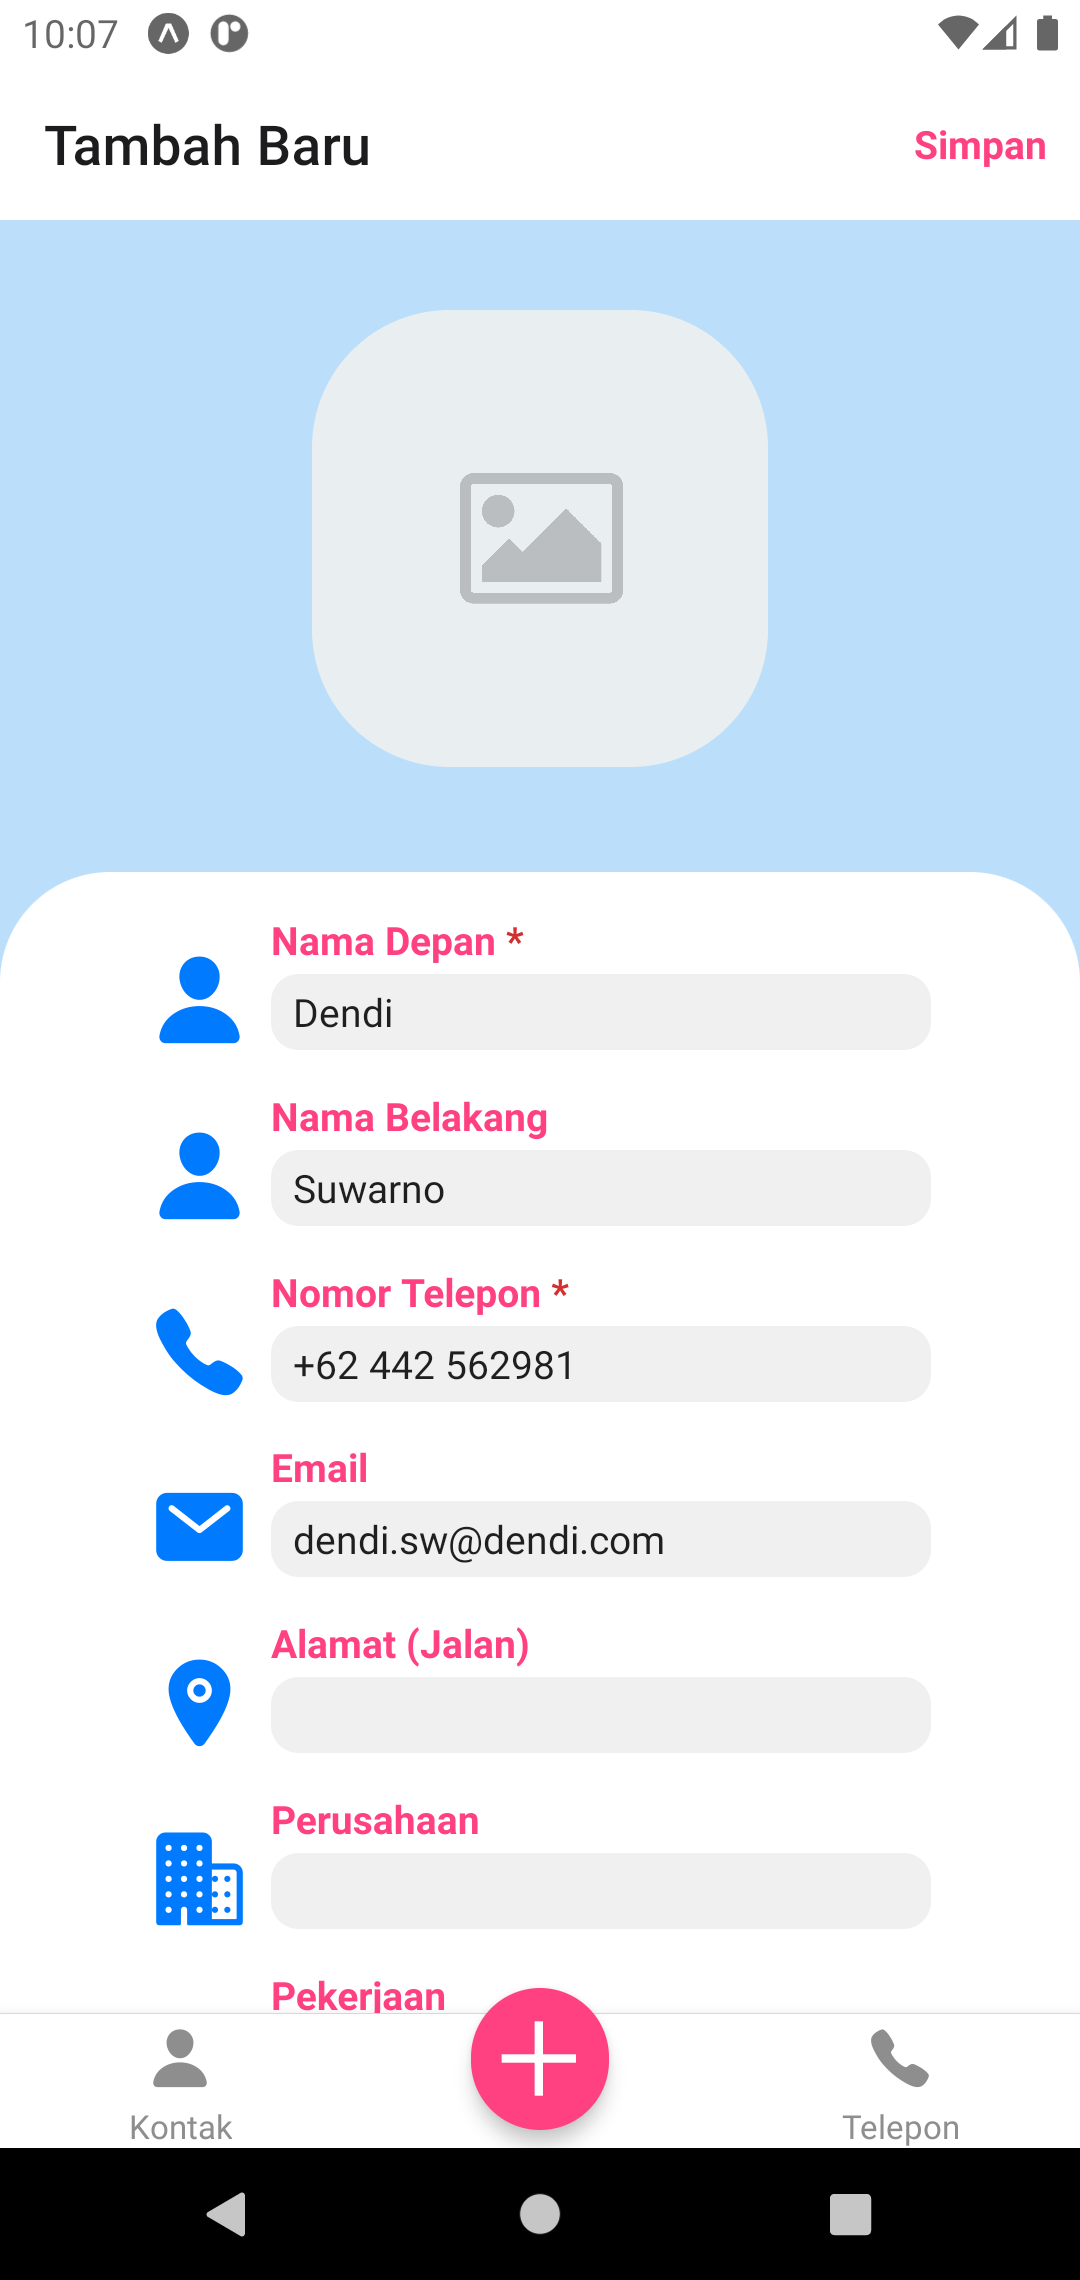 10:07
Tambah Baru
Simpan
Nama Depan *
Dendi
Nama Belakang
Suwarno
Nomor Telepon *
+62 442 562981
Email
dendi.sw@dendi.com
Alamat (Jalan)
Perusahaan
Pekerjaan
Kontak
Telepon